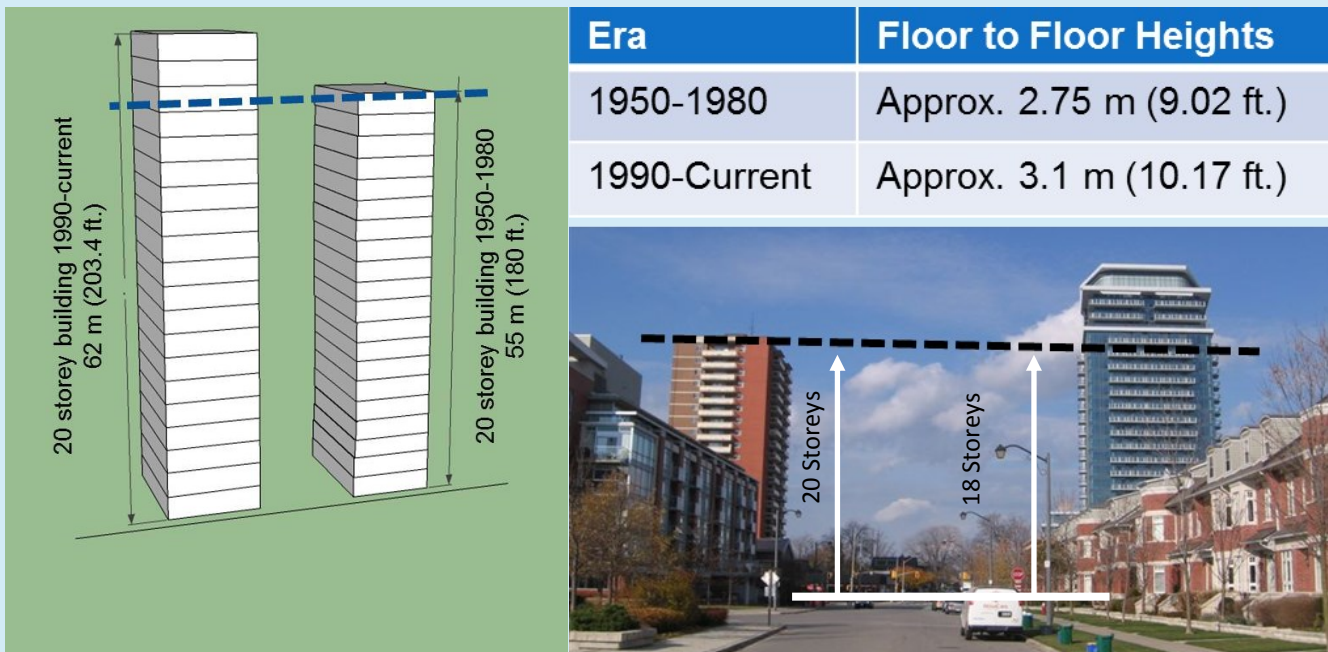 20 storey building 1990-current
62 m (203.4 ft.)
20 storey building 1950-1980
55 m (180 ft.)
Era Floor to Floor Heights
1950-1980 Approx. 2.75 m (9.02 ft.)
1990-Current Approx. 3.1 m (10.17 ft.)
20 Storeys
18 Storeys
STOP